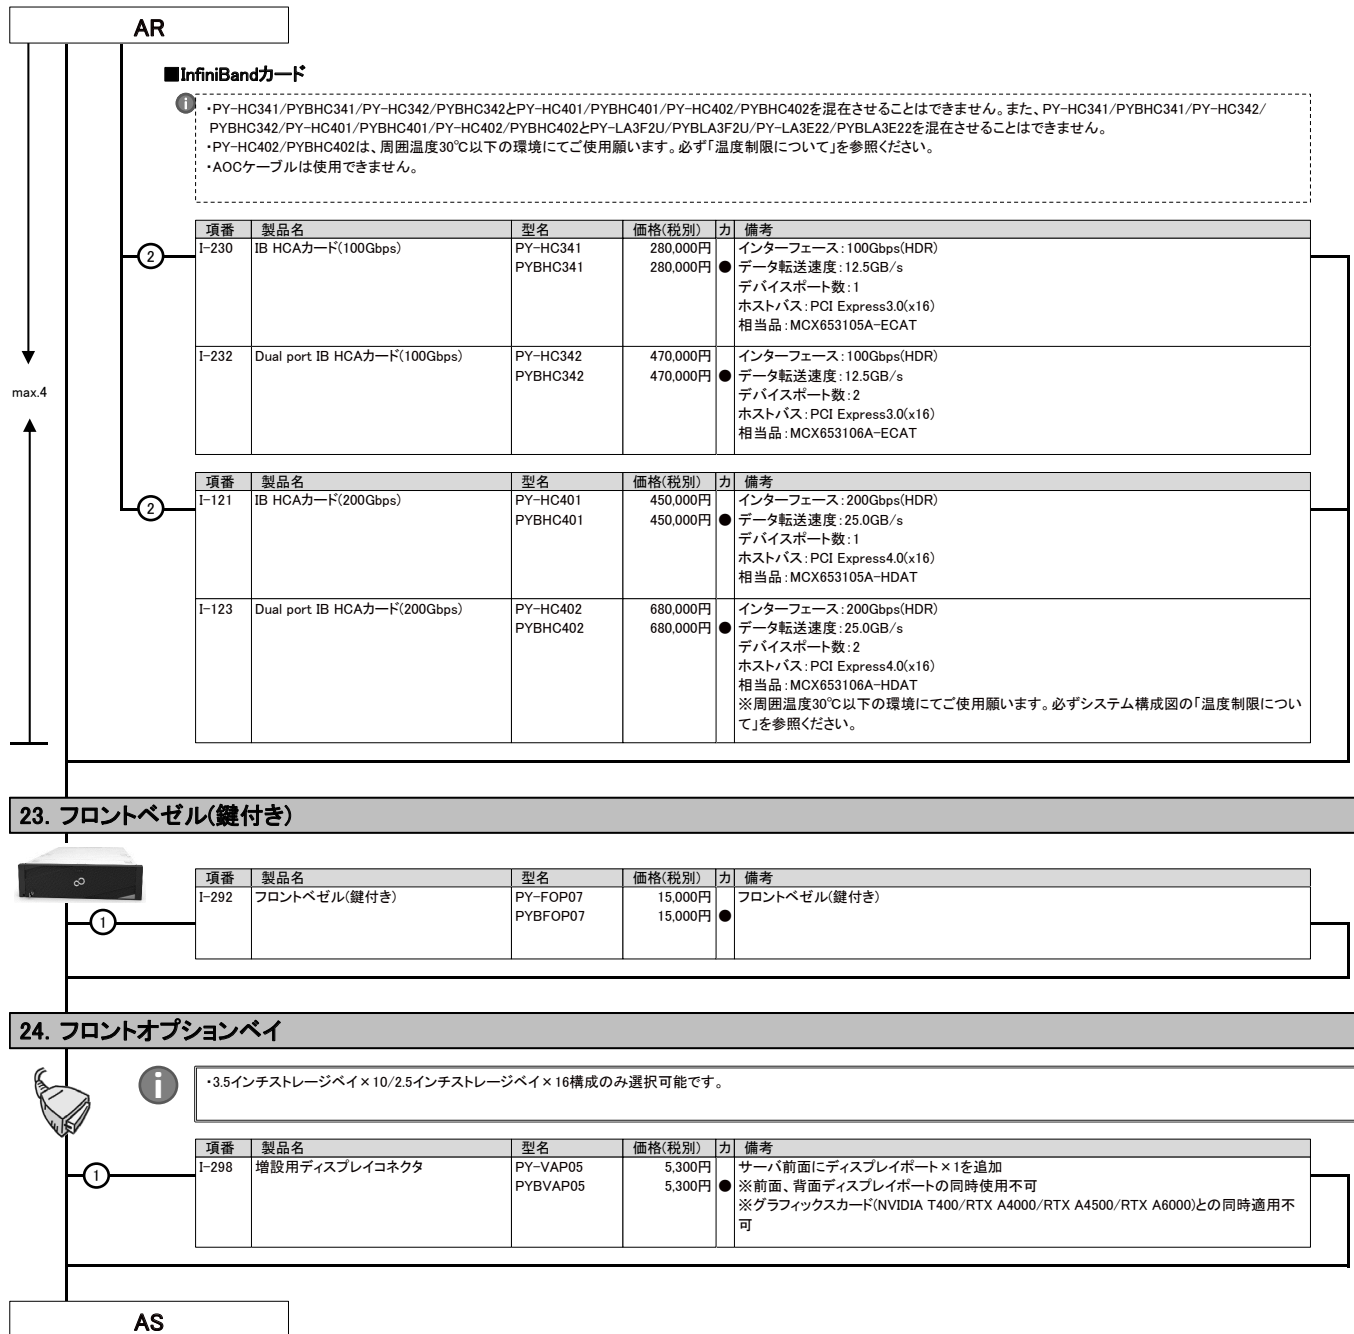 AR
■InfiniBandカード
・PY-HC341/PYBHC341/PY-HC342/PYBHC342とPY-HC401/PYBHC401/PY-HC402/PYBHC402を混在させることはできません。また、PY-HC341/PYBHC341/PY-HC342/
PYBHC342/PY-HC401/PYBHC401/PY-HC402/PYBHC402とPY-LA3F2U/PYBLA3F2U/PY-LA3E22/PYBLA3E22を混在させることはできません。
・PY-HC402/PYBHC402は、周囲温度30℃以下の環境にてご使用願います。必ず「温度制限について」を参照ください。
・AOCケーブルは使用できません。
項番 製品名 型名 価格(税別) カ 備考
② I-230 IB HCAカード(100Gbps) PY-HC341 280,000円 インターフェース:100Gbps(HDR)
PYBHC341 280,000円 ● データ転送速度:12.5GB/s
デバイスポート数:1
ホストバス:PCI Express3.0(x16)
相当品:MCX653105A-ECAT
I-232 Dual port IB HCAカード(100Gbps) PY-HC342 470,000円 インターフェース:100Gbps(HDR)
PYBHC342 470,000円 ● データ転送速度:12.5GB/s
デバイスポート数:2
ホストバス:PCI Express3.0(x16)
相当品:MCX653106A-ECAT
max.4
項番 製品名 型名 価格(税別) カ 備考
② I-121 IB HCAカード(200Gbps) PY-HC401 450,000円 インターフェース:200Gbps(HDR)
PYBHC401 450,000円 ● データ転送速度:25.0GB/s
デバイスポート数:1
ホストバス:PCI Express4.0(x16)
相当品:MCX653105A-HDAT
I-123 Dual port IB HCAカード(200Gbps) PY-HC402 680,000円 インターフェース:200Gbps(HDR)
PYBHC402 680,000円 ● データ転送速度:25.0GB/s
デバイスポート数:2
ホストバス:PCI Express4.0(x16)
相当品:MCX653106A-HDAT
※周囲温度30℃以下の環境にてご使用願います。必ずシステム構成図の「温度制限につい
て」を参照ください。
23. フロントベゼル(鍵付き)
項番 製品名 型名 価格(税別) カ 備考
① I-292 フロントベゼル(鍵付き) PY-FOP07 15,000円 フロントベゼル(鍵付き)
PYBFOP07 15,000円 ●
24. フロントオプションベイ
・3.5インチストレージベイ×10/2.5インチストレージベイ×16構成のみ選択可能です。
項番 製品名 型名 価格(税別) カ 備考
① I-298 増設用ディスプレイコネクタ PY-VAP05 5,300円 サーバ前面にディスプレイポート×1を追加
PYBVAP05 5,300円 ● ※前面、背面ディスプレイポートの同時使用不可
※グラフィックスカード(NVIDIA T400/RTX A4000/RTX A4500/RTX A6000)との同時適用不
可
AS